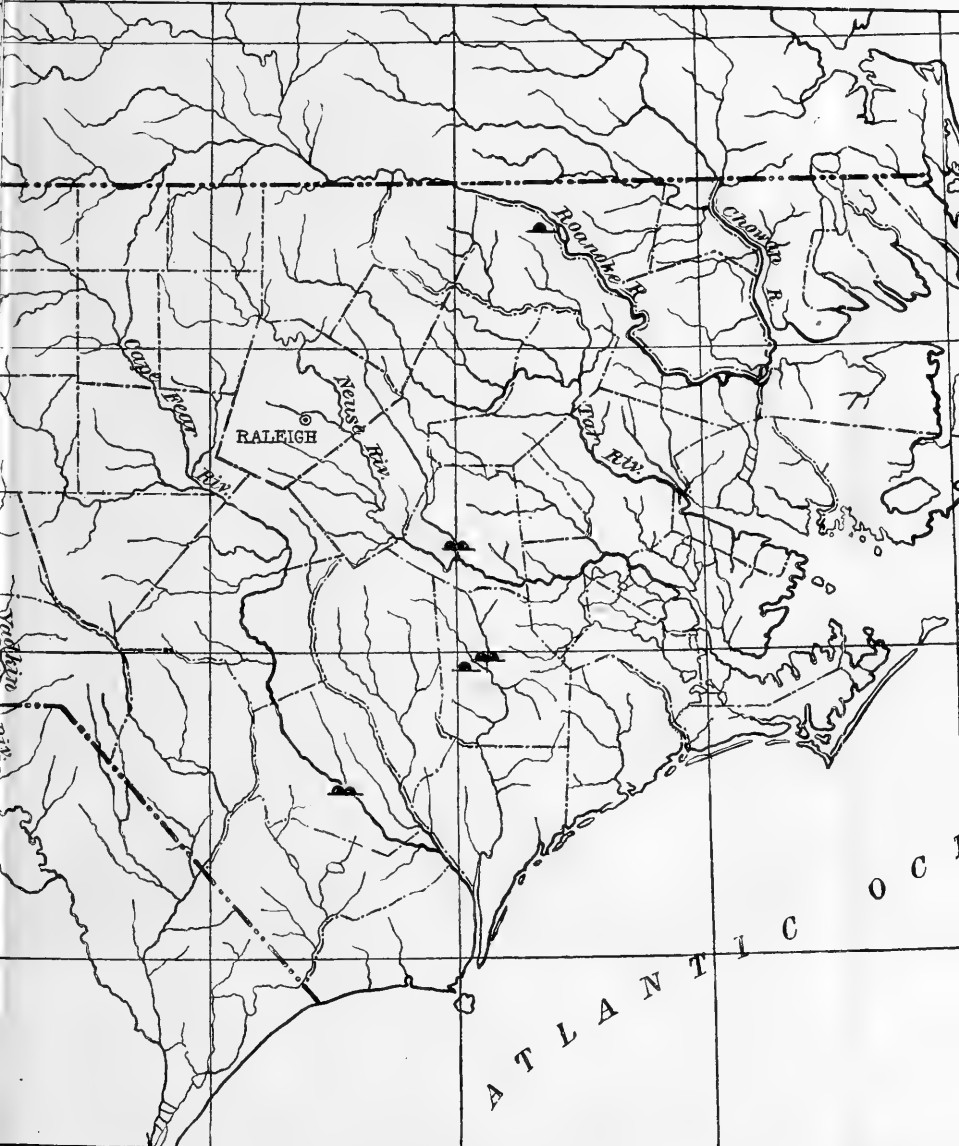 Roanoke R.
Chowan
R.
Cape Fear
Riv.
Neuse Riv.
RALEIGH
Tar
Riv.
Yadkin
Riv.
ATLANTIC OC